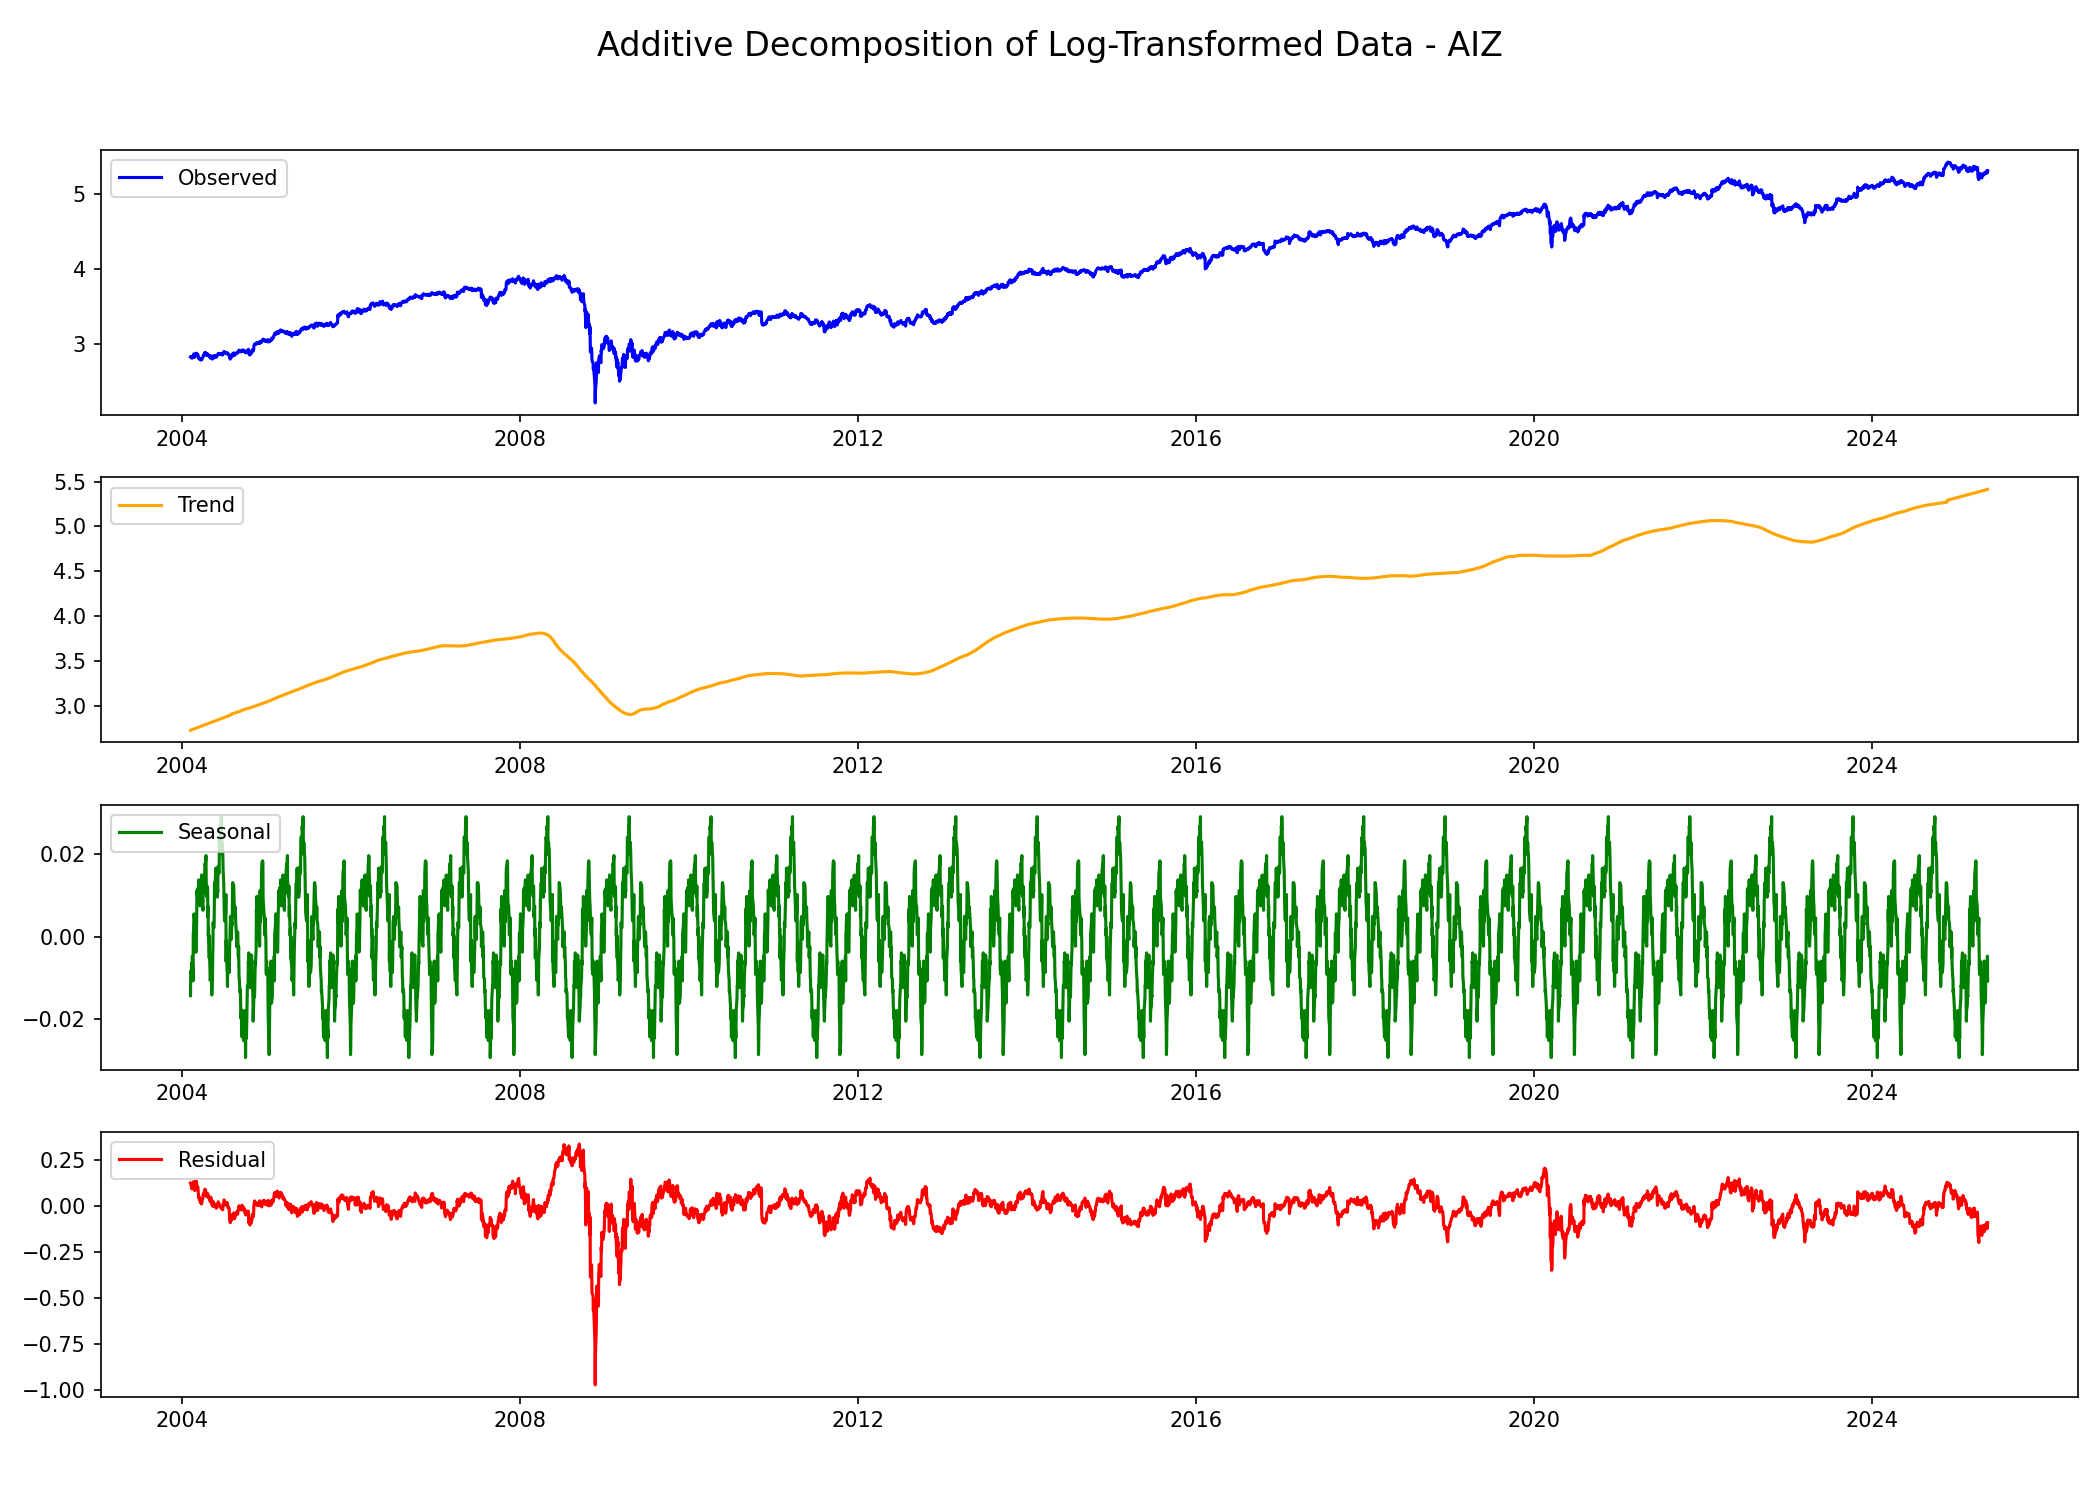 Additive Decomposition of Log-Transformed Data - AIZ
Observed
5
4
3
2004 2008 2012 2016 2020 2024
Trend
5.5
5.0
4.5
4.0
3.5
3.0
2004 2008 2012 2016 2020 2024
Seasonal
0.02
0.00
−0.02
2004 2008 2012 2016 2020 2024
Residual
0.25
0.00
−0.25
−0.50
−0.75
−1.00
2004 2008 2012 2016 2020 2024